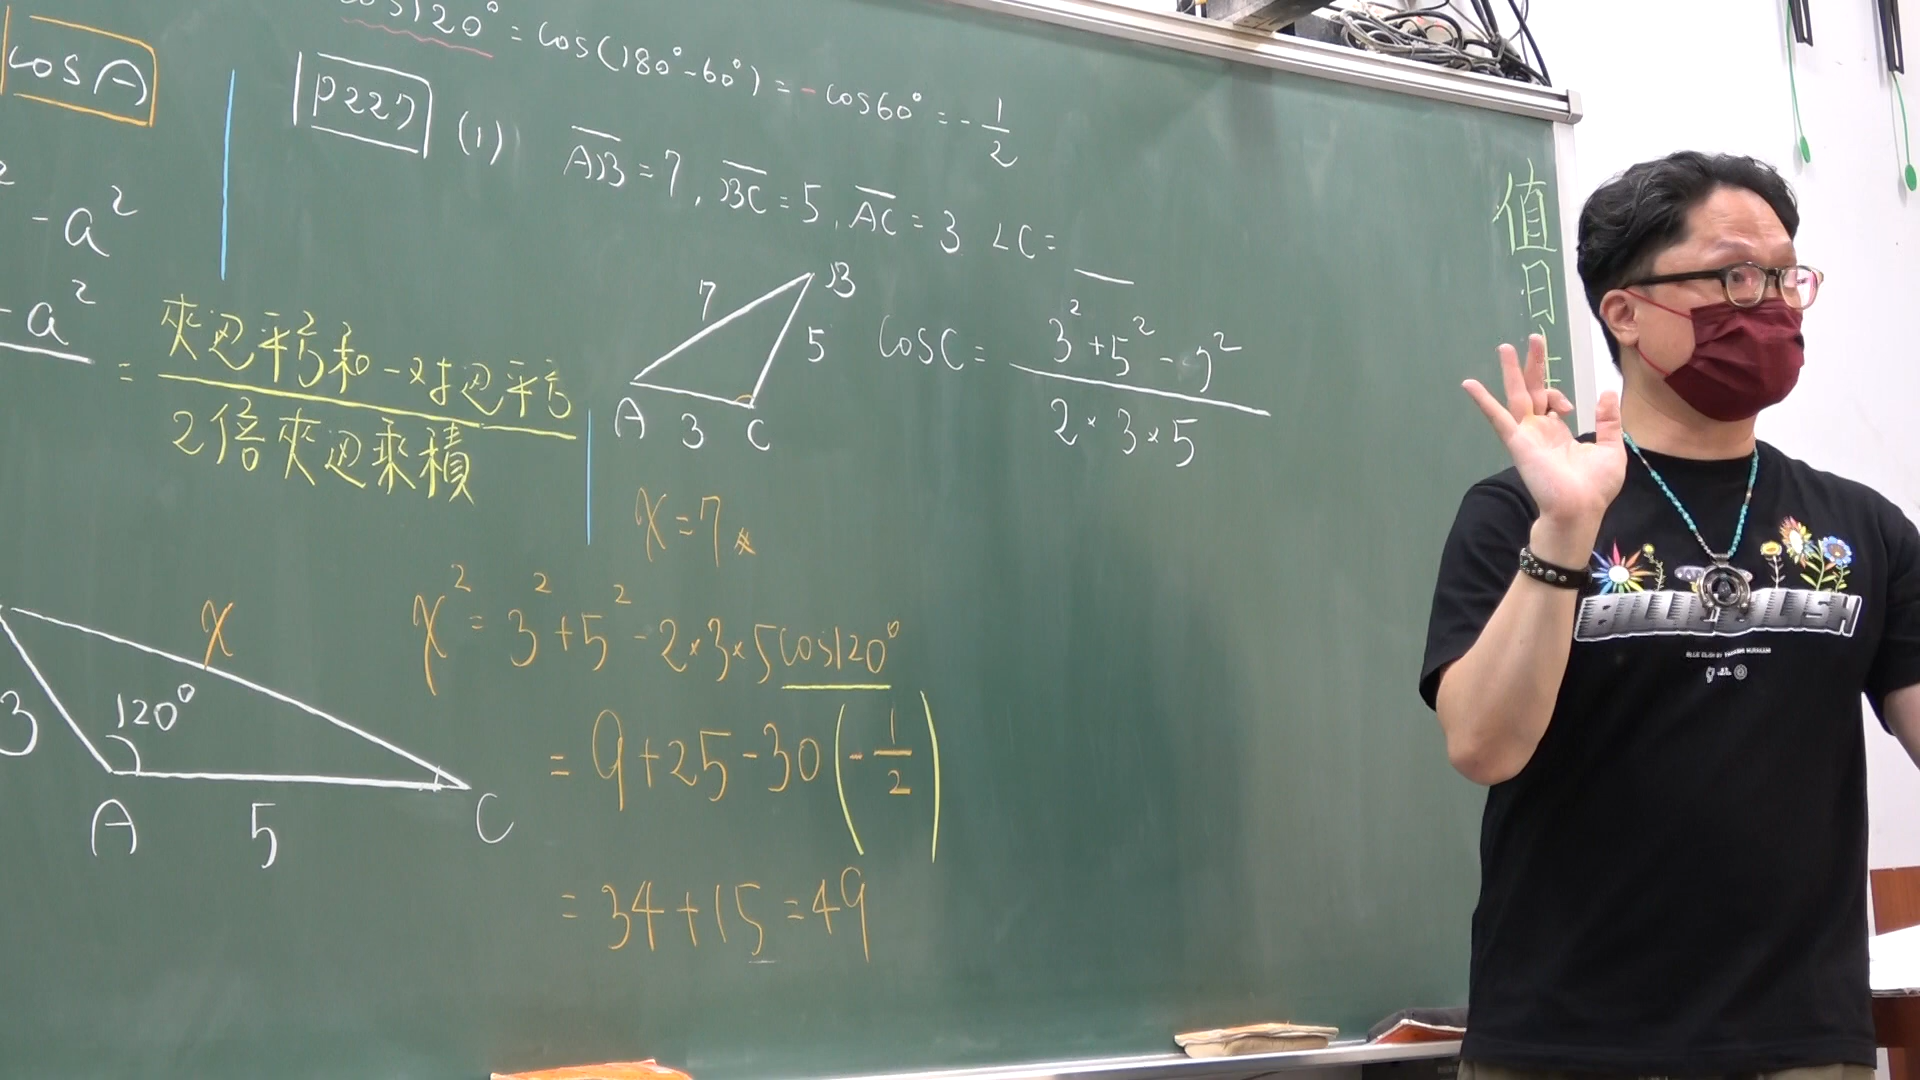 cos120° = cos(180°-60°) = -cos60° = -1/2
cosA
P227 (1) AB=7, BC=5, AC=3 ∠C=
-a²
-a²
= 夾邊平方和-對邊平方
2倍夾邊乘積
7 B 5 A 3 C
cosC= 3²+5²-7²
2×3×5
x=7
x²=3²+5²-2×3×5cos120°
=9+25-30(-1/2)
=34+15=49
x
3 120°
A 5 C
值日生
BILLIE EILISH